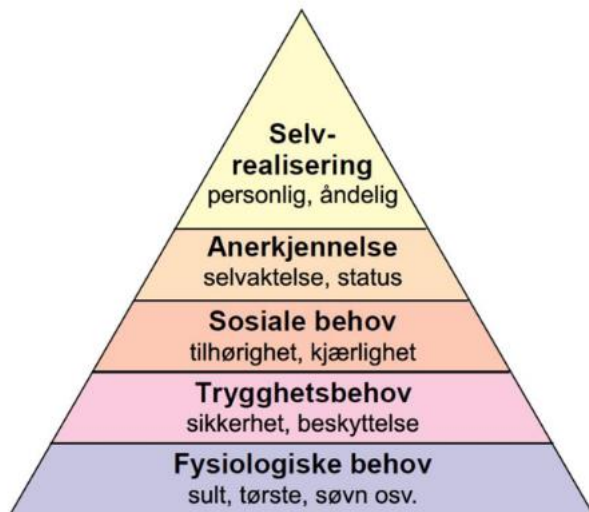 Selv-
realisering
personlig, åndelig
Anerkjennelse
selvaktelse, status
Sosiale behov
tilhørighet, kjærlighet
Trygghetsbehov
sikkerhet, beskyttelse
Fysiologiske behov
sult, tørste, søvn osv.